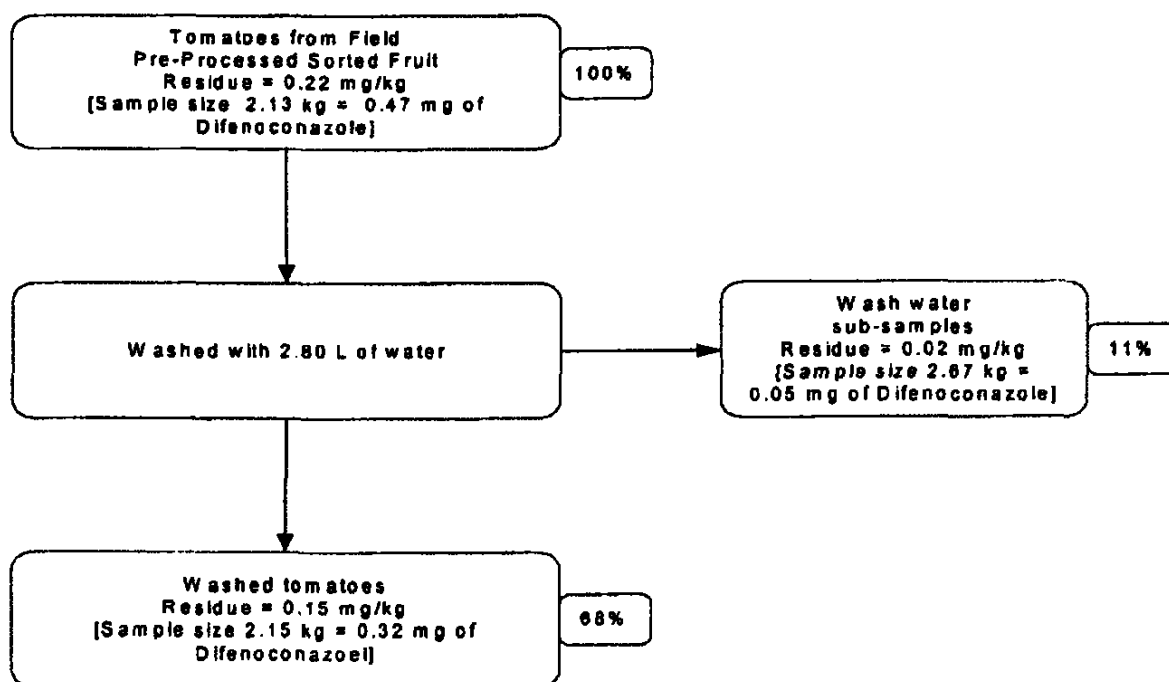 Tomatoes from Field
Pre-Processed Sorted Fruit
Residue = 0.22 mg/kg
[Sample size 2.13 kg = 0.47 mg of
Difenoconazole]
100%
Washed with 2.80 L of water
Wash water
sub-samples
Residue = 0.02 mg/kg
[Sample size 2.67 kg =
0.05 mg of Difenoconazole]
11%
Washed tomatoes
Residue = 0.15 mg/kg
[Sample size 2.15 kg = 0.32 mg of
Difenoconazoel]
68%